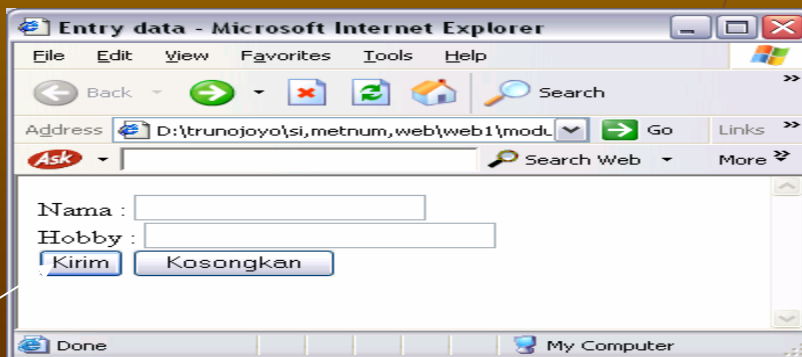 Entry data - Microsoft Internet Explorer
File Edit View Favorites Tools Help
Back Search
Address D:\trunojoyo\si,metnum,web\web1\modu Go Links »
Ask Search Web More »
Nama :
Hobby :
Kirim Kosongkan
Done My Computer